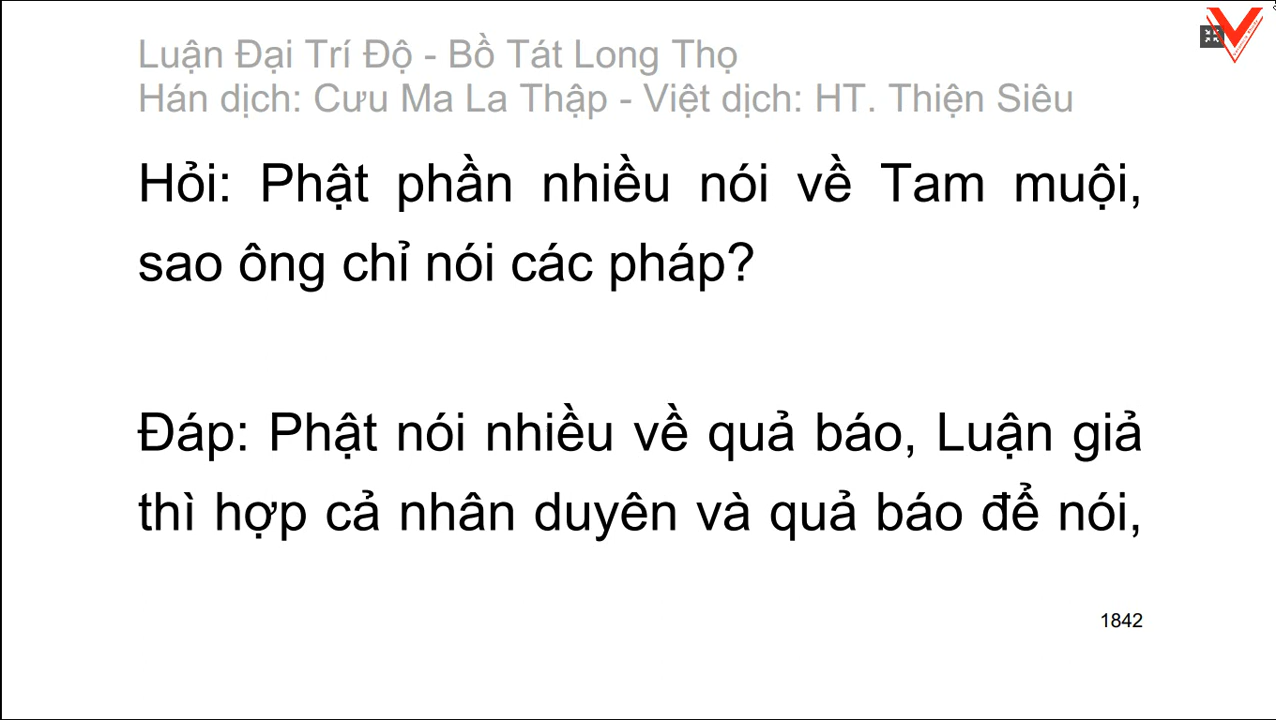 Luận Đại Trí Độ - Bồ Tát Long Thọ
Hán dịch: Cưu Ma La Thập - Việt dịch: HT. Thiện Siêu
Hỏi: Phật phần nhiều nói về Tam muội,
sao ông chỉ nói các pháp?
Đáp: Phật nói nhiều về quả báo, Luận giả
thì hợp cả nhân duyên và quả báo để nói,
1842